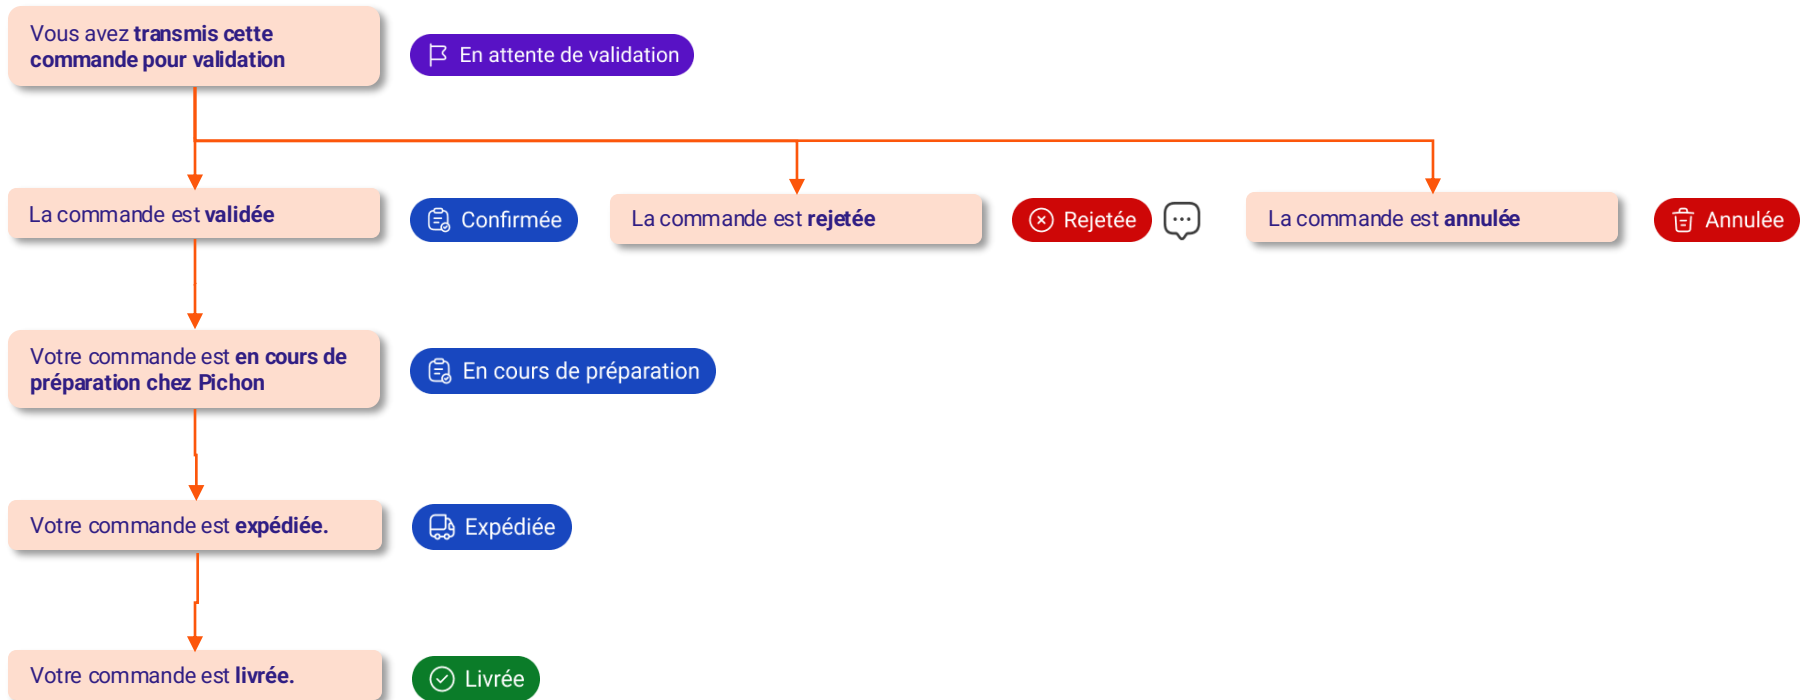 Vous avez transmis cette
commande pour validation
En attente de validation
La commande est validée
Confirmée
La commande est rejetée
Rejetée
La commande est annulée
Annulée
Votre commande est en cours de
préparation chez Pichon
En cours de préparation
Votre commande est expédiée.
Expédiée
Votre commande est livrée.
Livrée